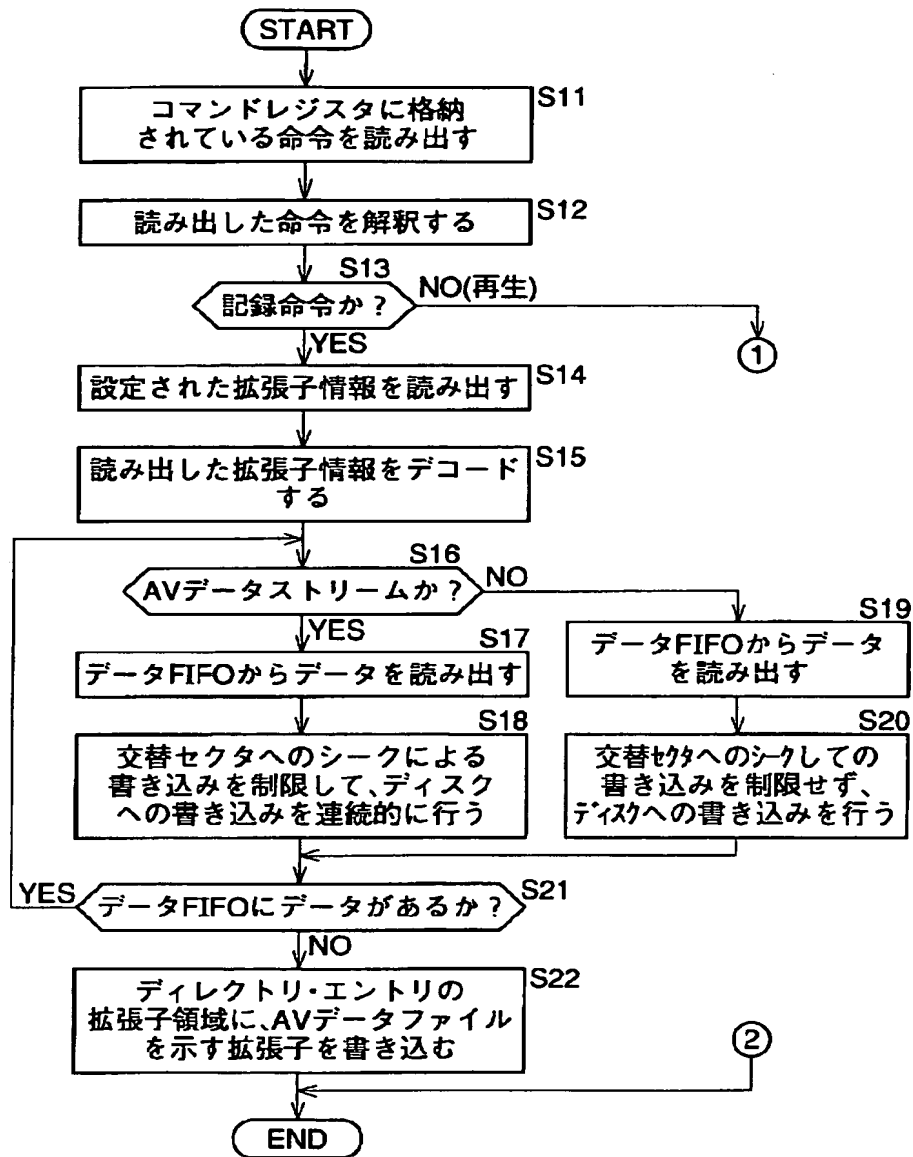 START
S11
コマンドレジスタに格納
されている命令を読み出す
S12
読み出した命令を解釈する
S13
記録命令か?
NO(再生)
YES
①
S14
設定された拡張子情報を読み出す
S15
読み出した拡張子情報をデコード
する
S16
AVデータストリームか?
NO
YES
S17
データFIFOからデータを読み出す
S19
データFIFOからデータ
を読み出す
S18
交替セクタへのシークによる
書き込みを制限して、ディスク
への書き込みを連続的に行う
S20
交替セクタへのシークしての
書き込みを制限せず、
ディスクへの書き込みを行う
YES
S21
データFIFOにデータがあるか?
NO
S22
ディレクトリ・エントリの
拡張子領域に、AVデータファイル
を示す拡張子を書き込む
②
END